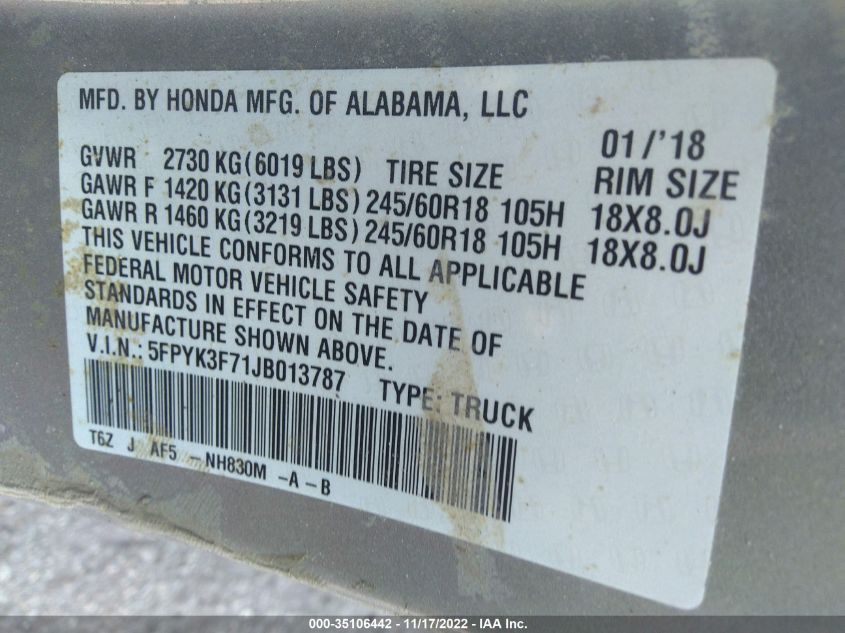 MFD. BY HONDA MFG. OF ALABAMA, LLC
01/'18
GVWR 2730 KG(6019 LBS) TIRE SIZE RIM SIZE
GAWR F 1420 KG(3131 LBS) 245/60R18 105H 18X8.0J
GAWR R 1460 KG(3219 LBS) 245/60R18 105H 18X8.0J
THIS VEHICLE CONFORMS TO ALL APPLICABLE
FEDERAL MOTOR VEHICLE SAFETY
STANDARDS IN EFFECT ON THE DATE OF
MANUFACTURE SHOWN ABOVE.
V.I.N.: 5FPYK3F71JB013787 TYPE: TRUCK
T6Z J AF5 -NH830M -A-B
000-35106442 - 11/17/2022 - IAA Inc.